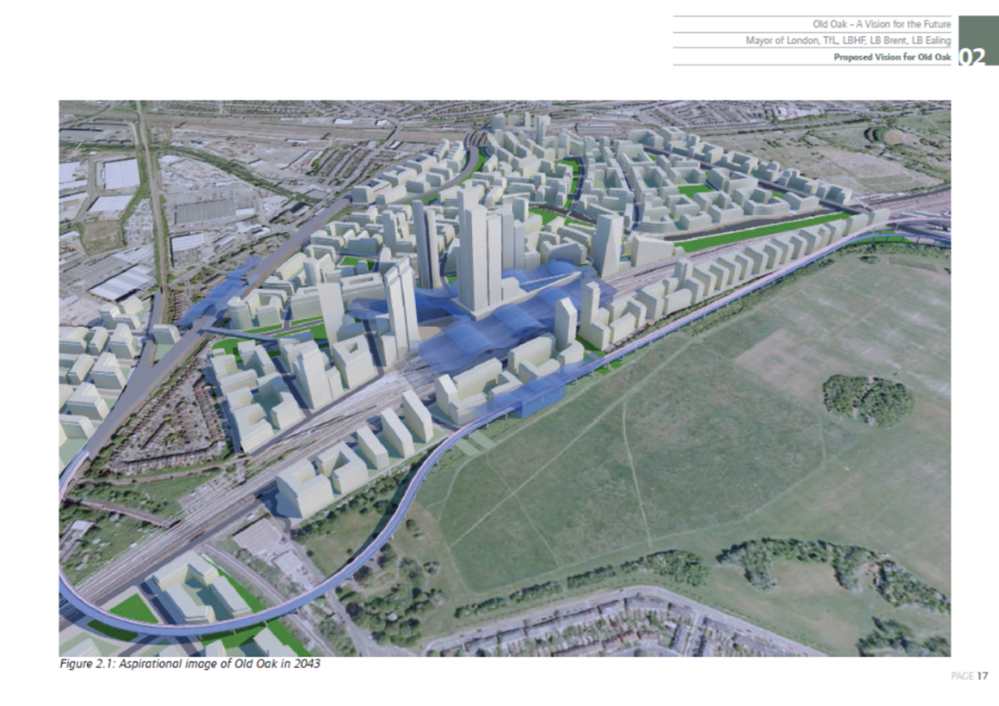 Old Oak – A Vision for the Future
Mayor of London, TfL, LBHF, LB Brent, LB Ealing
Proposed Vision for Old Oak
02
Figure 2.1: Aspirational image of Old Oak in 2043
PAGE 17